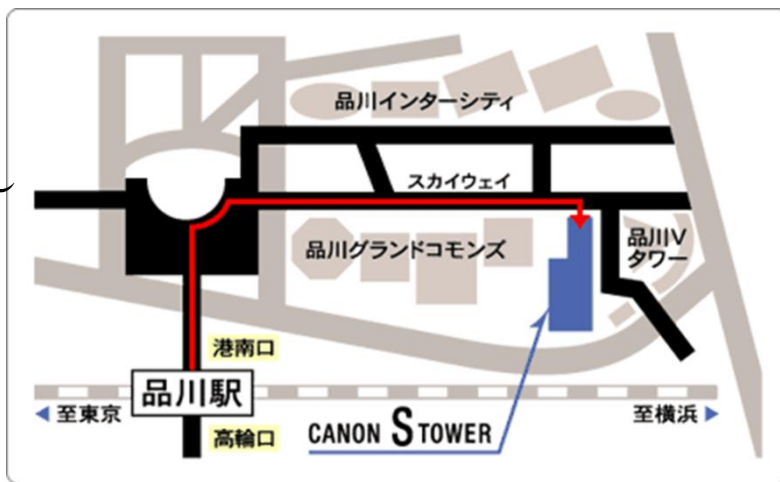 品川インターシティ
スカイウェイ
品川グランドコモンズ
品川V
タワー
港南口
品川駅
◀至東京
高輪口
CANON S TOWER
至横浜▶